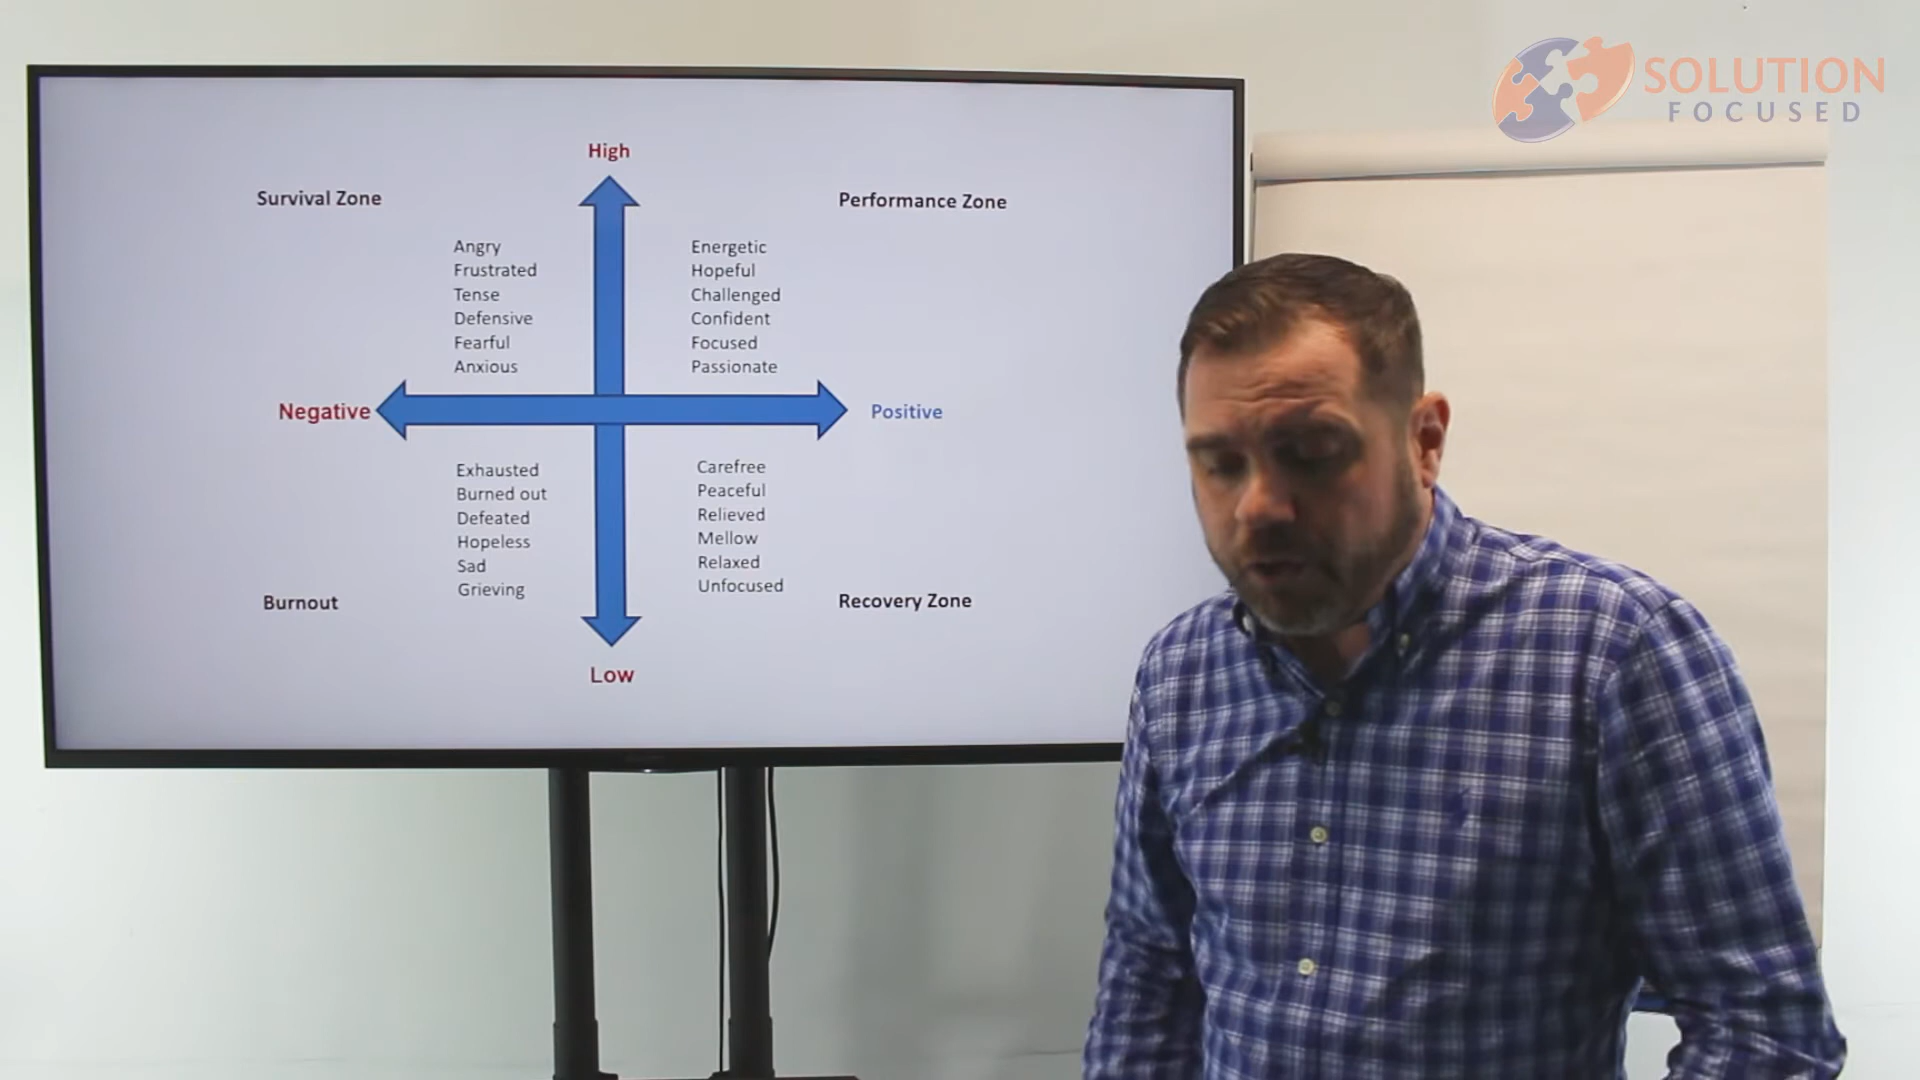 SOLUTION
FOCUSED
High
Survival Zone
Performance Zone
Angry
Frustrated
Tense
Defensive
Fearful
Anxious
Energetic
Hopeful
Challenged
Confident
Focused
Passionate
Negative
Positive
Exhausted
Burned out
Defeated
Hopeless
Sad
Grieving
Carefree
Peaceful
Relieved
Mellow
Relaxed
Unfocused
Burnout
Recovery Zone
Low